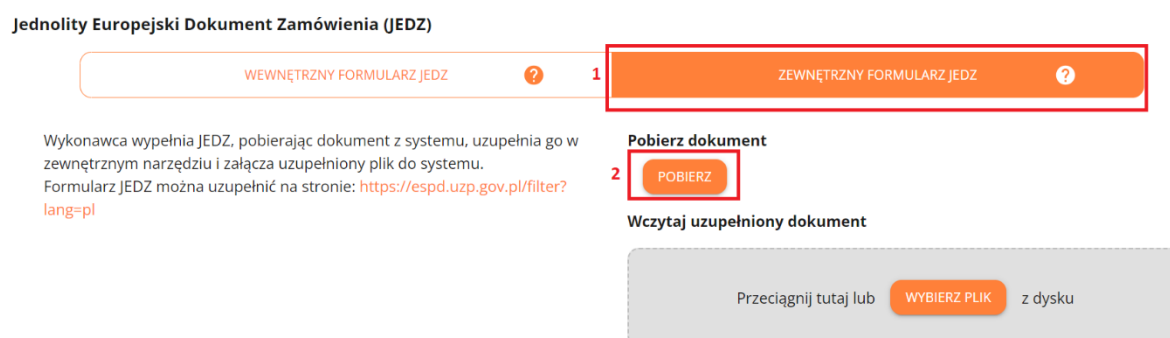 Jednolity Europejski Dokument Zamówienia (JEDZ)
WEWNĘTRZNY FORMULARZ JEDZ ?
1 ZEWNĘTRZNY FORMULARZ JEDZ ?
Wykonawca wypełnia JEDZ, pobierając dokument z systemu, uzupełnia go w
zewnętrznym narzędziu i załącza uzupełniony plik do systemu.
Formularz JEDZ można uzupełnić na stronie: https://espd.uzp.gov.pl/filter?
lang=pl
Pobierz dokument
2 POBIERZ
Wczytaj uzupełniony dokument
Przeciągnij tutaj lub WYBIERZ PLIK z dysku